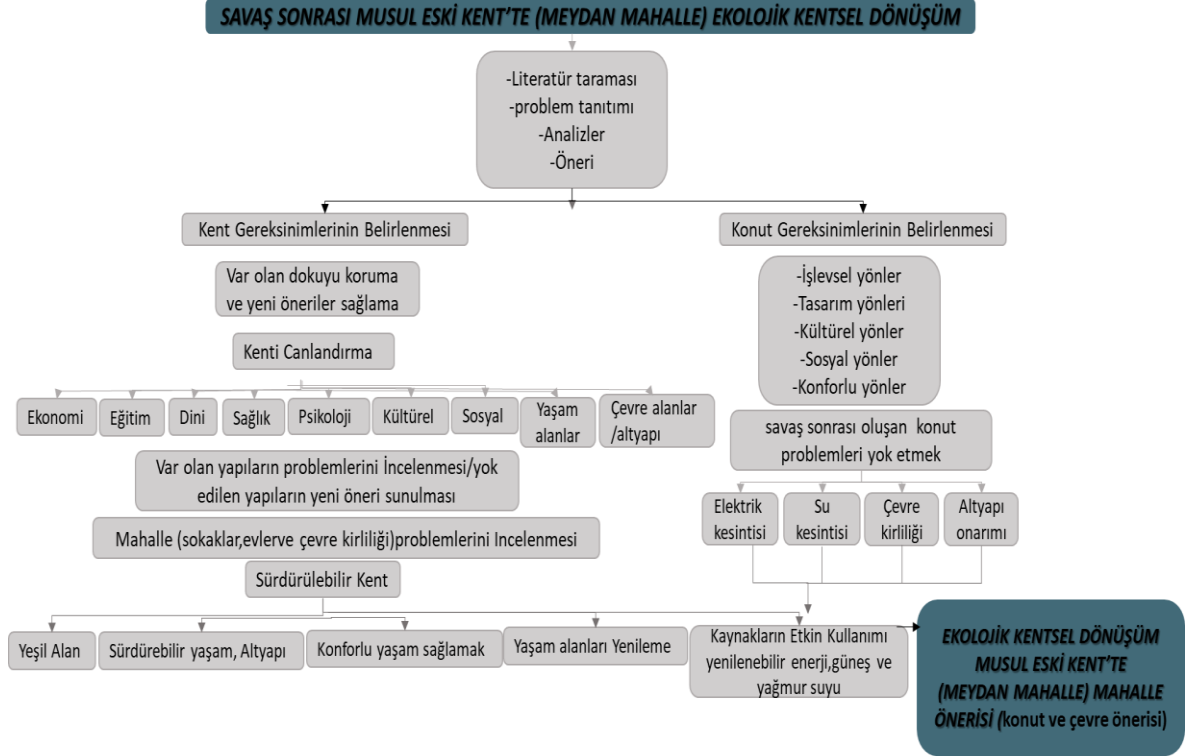 SAVAŞ SONRASI MUSUL ESKİ KENT'TE (MEYDAN MAHALLE) EKOLOJİK KENTSEL DÖNÜŞÜM
-Literatür taraması
-problem tanıtımı
-Analizler
-Öneri
Kent Gereksinimlerinin Belirlenmesi
Konut Gereksinimlerinin Belirlenmesi
Var olan dokuyu koruma
ve yeni öneriler sağlama
-İşlevsel yönler
-Tasarım yönleri
-Kültürel yönler
-Sosyal yönler
-Konforlu yönler
Kenti Canlandırma
Ekonomi
Eğitim
Dini
Sağlık
Psikoloji
Kültürel
Sosyal
Yaşam
alanlar
Çevre alanlar
/altyapı
savaş sonrası oluşan konut
problemleri yok etmek
Var olan yapıların problemlerini İncelenmesi/yok
edilen yapıların yeni öneri sunulması
Elektrik
kesintisi
Su
kesintisi
Çevre
kirliliği
Altyapı
onarımı
Mahalle (sokaklar,evlerve çevre kirliliği)problemlerini Incelenmesi
Sürdürülebilir Kent
Yeşil Alan
Sürdürebilir yaşam, Altyapı
Konforlu yaşam sağlamak
Yaşam alanları Yenileme
Kaynakların Etkin Kullanımı
yenilenebilir enerji,güneş ve
yağmur suyu
EKOLOJİK KENTSEL DÖNÜŞÜM
MUSUL ESKİ KENT'TE
(MEYDAN MAHALLE) MAHALLE
ÖNERİSİ (konut ve çevre önerisi)